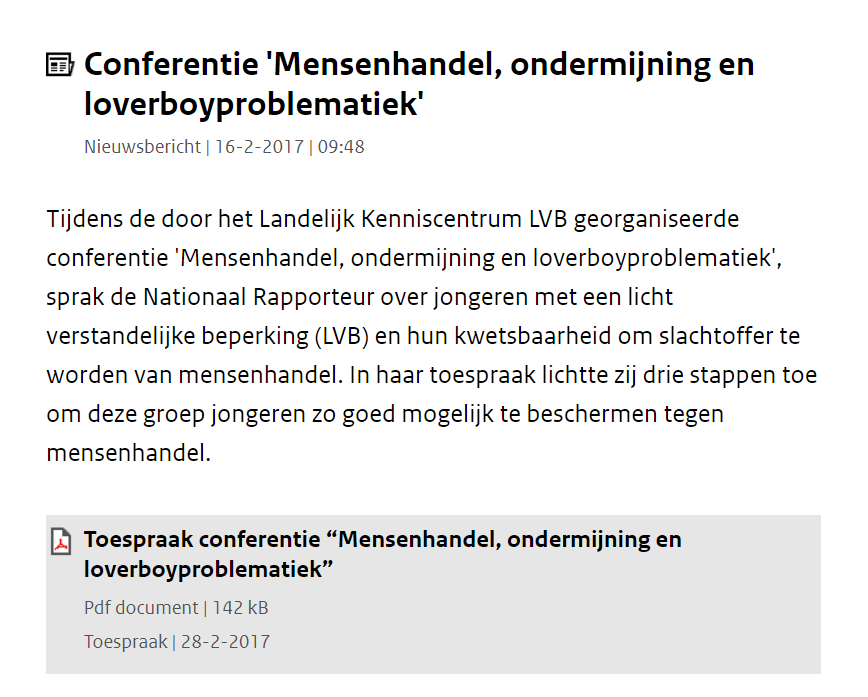 Conferentie 'Mensenhandel, ondermijning en
loverboyproblematiek'
Nieuwsbericht | 16-2-2017 | 09:48
Tijdens de door het Landelijk Kenniscentrum LVB georganiseerde
conferentie 'Mensenhandel, ondermijning en loverboyproblematiek',
sprak de Nationaal Rapporteur over jongeren met een licht
verstandelijke beperking (LVB) en hun kwetsbaarheid om slachtoffer te
worden van mensenhandel. In haar toespraak lichtte zij drie stappen toe
om deze groep jongeren zo goed mogelijk te beschermen tegen
mensenhandel.
Toespraak conferentie “Mensenhandel, ondermijning en
loverboyproblematiek”
Pdf document | 142 kB
Toespraak | 28-2-2017